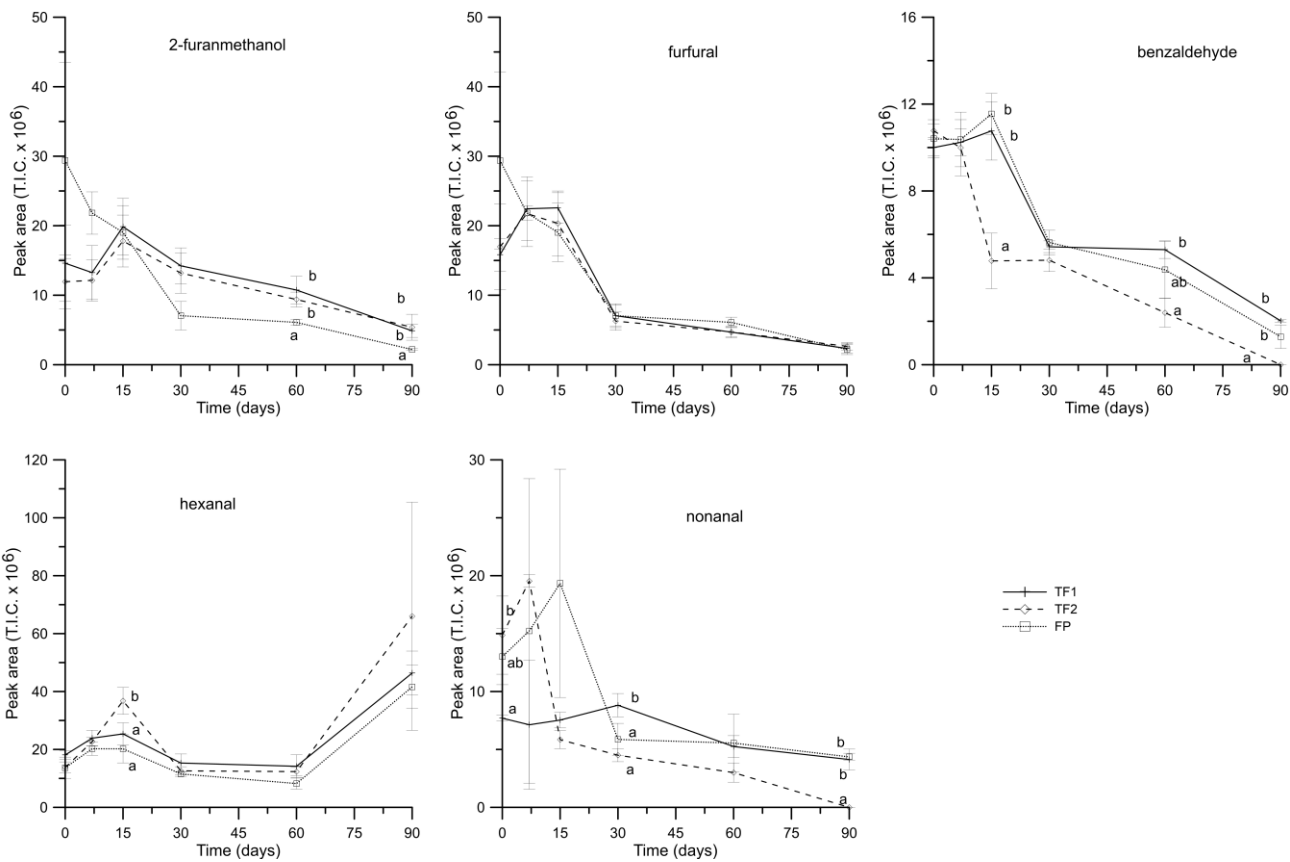 2-furanmethanol
Peak area (T.I.C. x 10^6)
50
40
30
20
10
0
b
b
a
b
b
a
0 15 30 45 60 75 90
Time (days)
furfural
Peak area (T.I.C. x 10^6)
50
40
30
20
10
0
0 15 30 45 60 75 90
Time (days)
benzaldehyde
Peak area (T.I.C. x 10^6)
16
12
8
4
0
b
b
a
b
ab
a
b
b
a
0 15 30 45 60 75 90
Time (days)
hexanal
Peak area (T.I.C. x 10^6)
120
100
80
60
40
20
0
b
a
a
0 15 30 45 60 75 90
Time (days)
nonanal
Peak area (T.I.C. x 10^6)
30
20
10
0
b
ab
a
b
a
a
b
b
a
0 15 30 45 60 75 90
Time (days)
TF1
TF2
FP